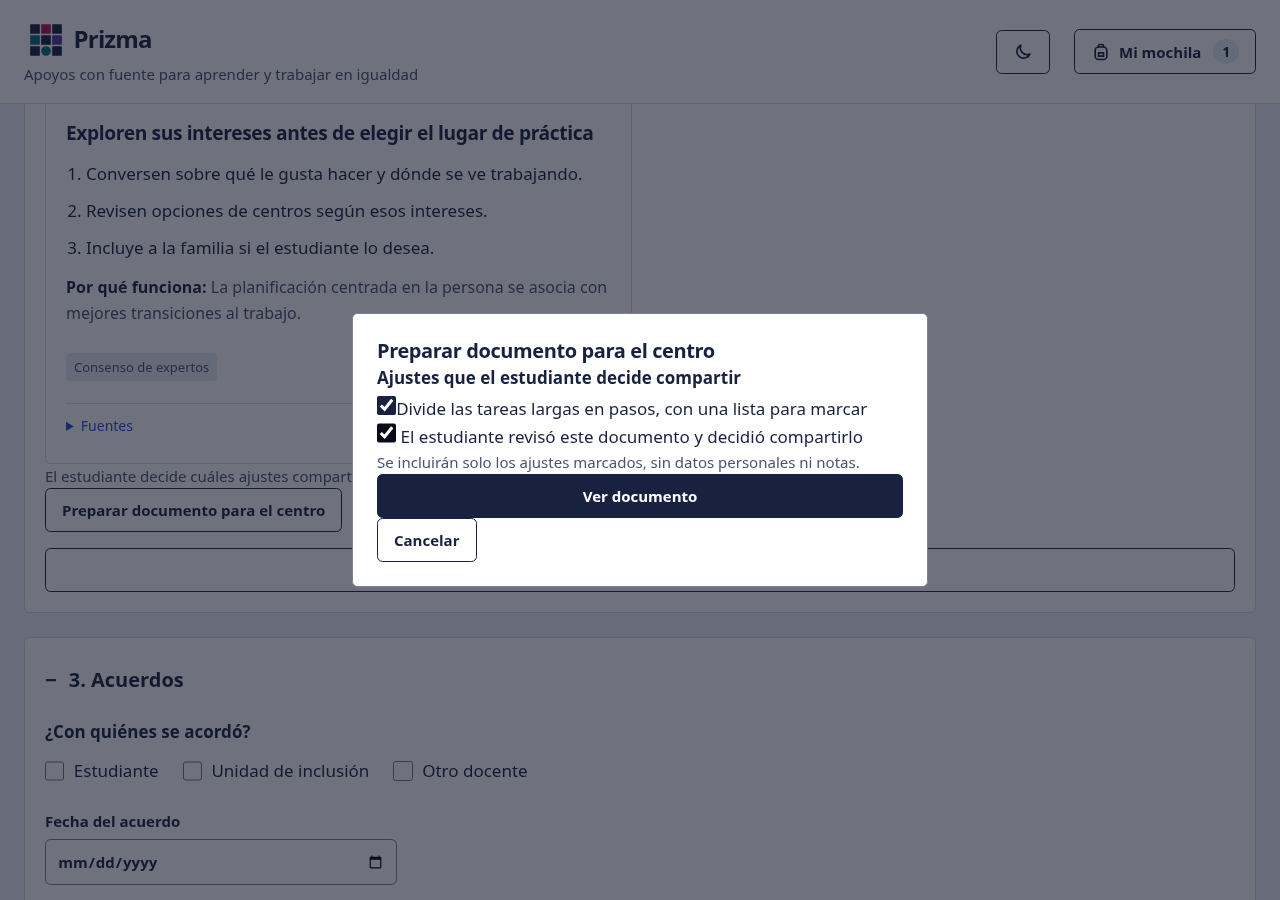 Prizma
Apoyos con fuente para aprender y trabajar en igualdad
Mi mochila 1
Exploren sus intereses antes de elegir el lugar de práctica
1. Conversen sobre qué le gusta hacer y dónde se ve trabajando.
2. Revisen opciones de centros según esos intereses.
3. Incluye a la familia si el estudiante lo desea.
Por qué funciona: La planificación centrada en la persona se asocia con
mejores transiciones al trabajo.
Consenso de expertos
Fuentes
El estudiante decide cuáles ajustes compart
Preparar documento para el centro
Preparar documento para el centro
Ajustes que el estudiante decide compartir
Divide las tareas largas en pasos, con una lista para marcar
El estudiante revisó este documento y decidió compartirlo
Se incluirán solo los ajustes marcados, sin datos personales ni notas.
Ver documento
Cancelar
− 3. Acuerdos
¿Con quiénes se acordó?
Estudiante Unidad de inclusión Otro docente
Fecha del acuerdo
mm/dd/yyyy